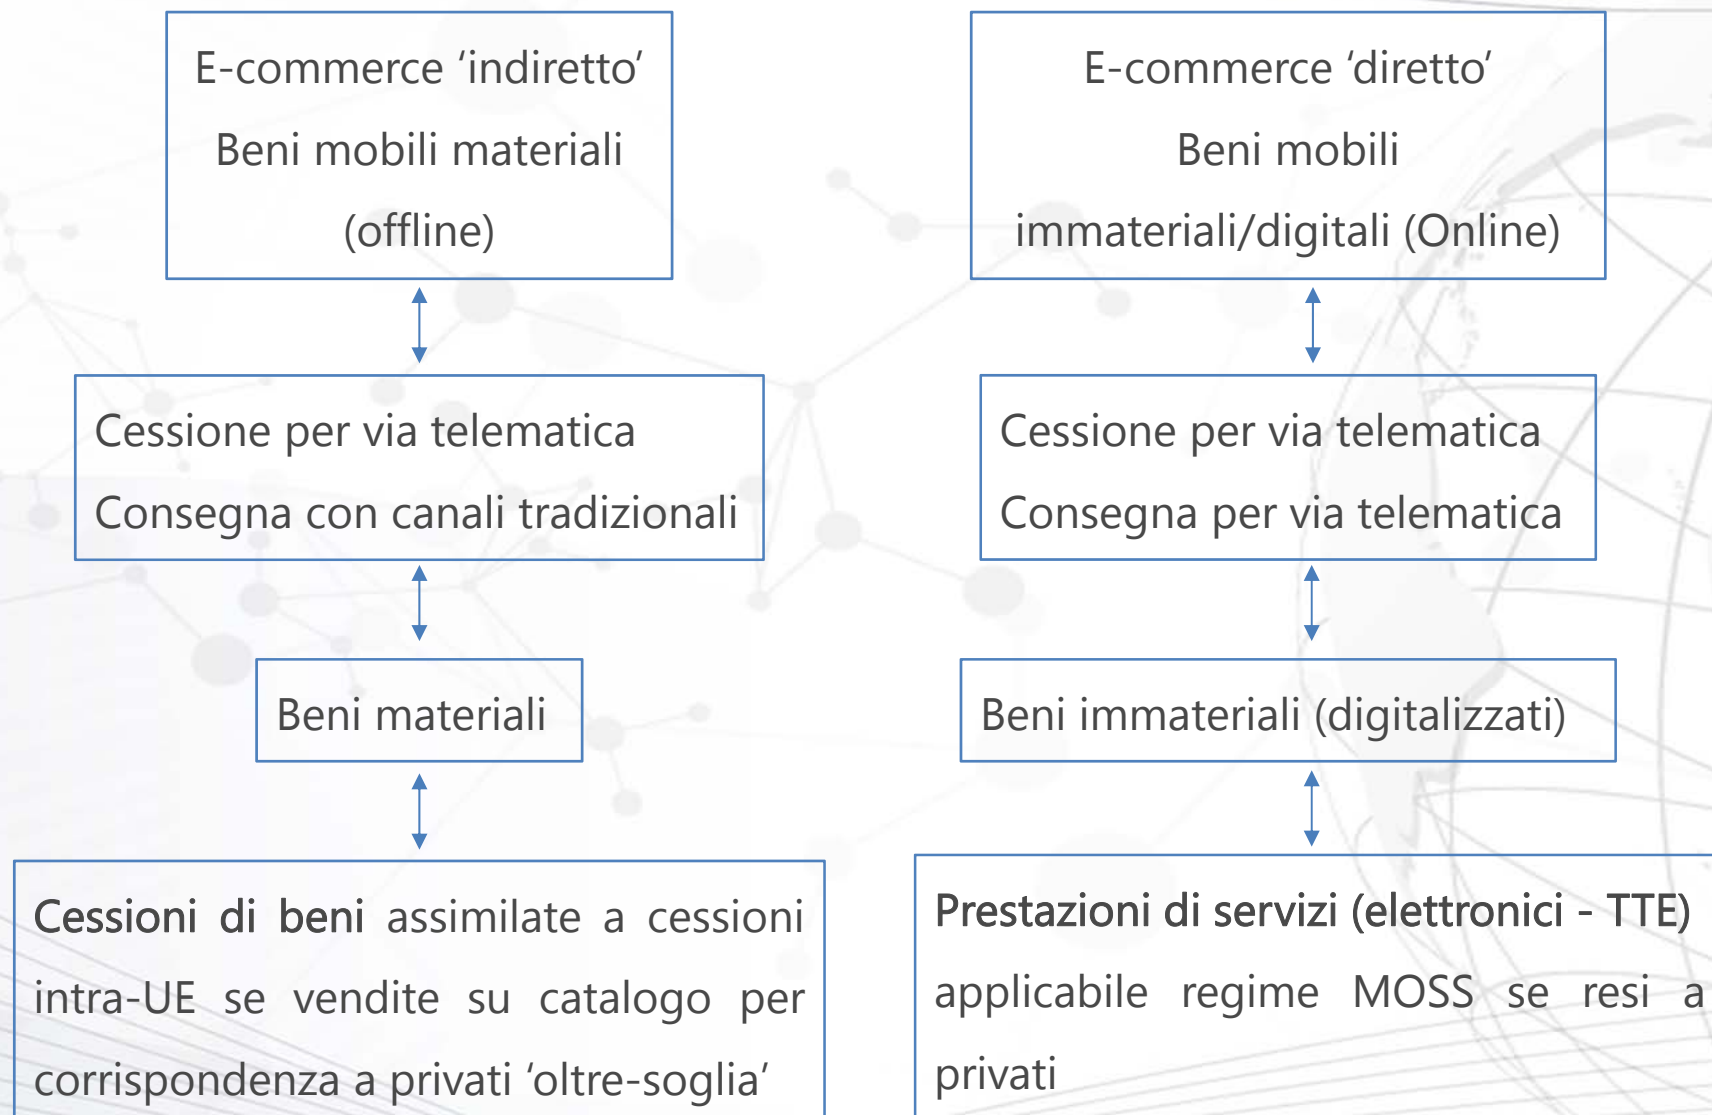 E-commerce ‘indiretto’
Beni mobili materiali
(offline)
Cessione per via telematica
Consegna con canali tradizionali
Beni materiali
Cessioni di beni assimilate a cessioni
intra-UE se vendite su catalogo per
corrispondenza a privati ‘oltre-soglia’
E-commerce ‘diretto’
Beni mobili
immateriali/digitali (Online)
Cessione per via telematica
Consegna per via telematica
Beni immateriali (digitalizzati)
Prestazioni di servizi (elettronici - TTE)
applicabile regime MOSS se resi a
privati